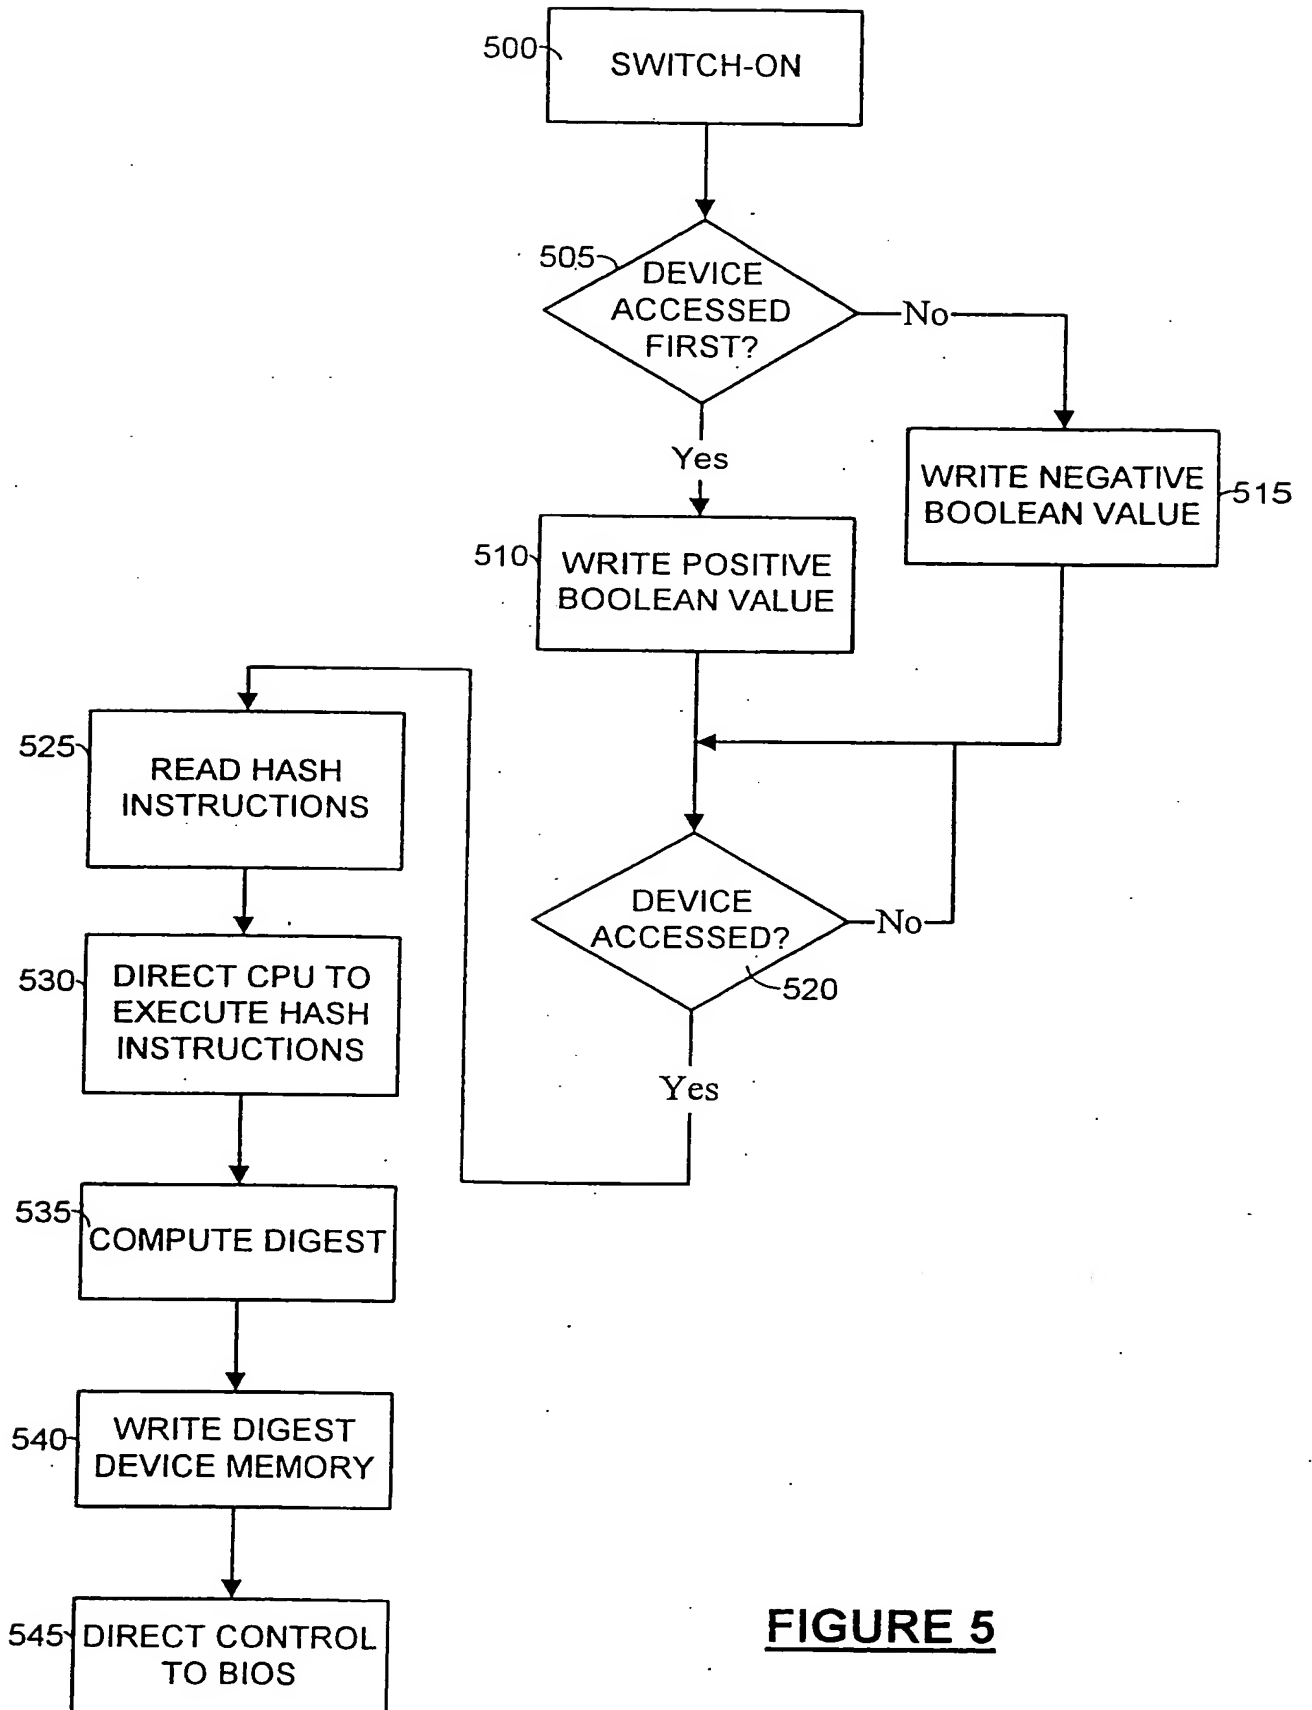 500
SWITCH-ON
505
DEVICE
ACCESSED
FIRST?
No
Yes
WRITE NEGATIVE
BOOLEAN VALUE
515
510
WRITE POSITIVE
BOOLEAN VALUE
525
READ HASH
INSTRUCTIONS
DEVICE
ACCESSED?
No
520
530
DIRECT CPU TO
EXECUTE HASH
INSTRUCTIONS
Yes
535
COMPUTE DIGEST
540
WRITE DIGEST
DEVICE MEMORY
545
DIRECT CONTROL
TO BIOS
FIGURE 5